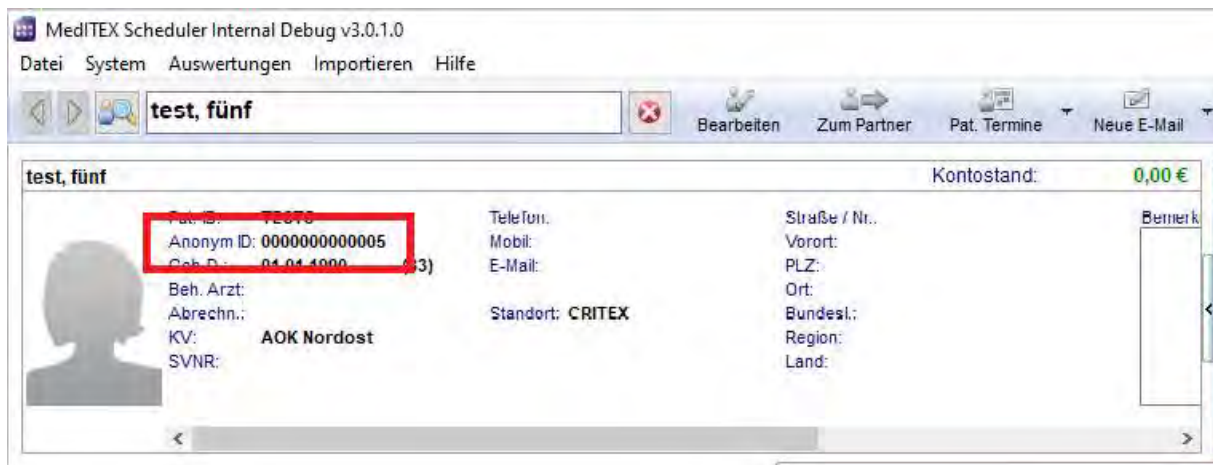 MedITEX Scheduler Internal Debug v3.0.1.0
Datei System Auswertungen Importieren Hilfe
test, fünf
Bearbeiten Zum Partner Pat. Termine Neue E-Mail
test, fünf Kontostand: 0,00 €
Telefon: Straße / Nr.: Bemerk
Anonym ID: 0000000000005 Mobil: Vorort:
E-Mail: PLZ:
Beh. Arzt: Ort:
Abrechn.: Standort: CRITEX Bundesl.:
KV: AOK Nordost Region:
SVNR: Land: